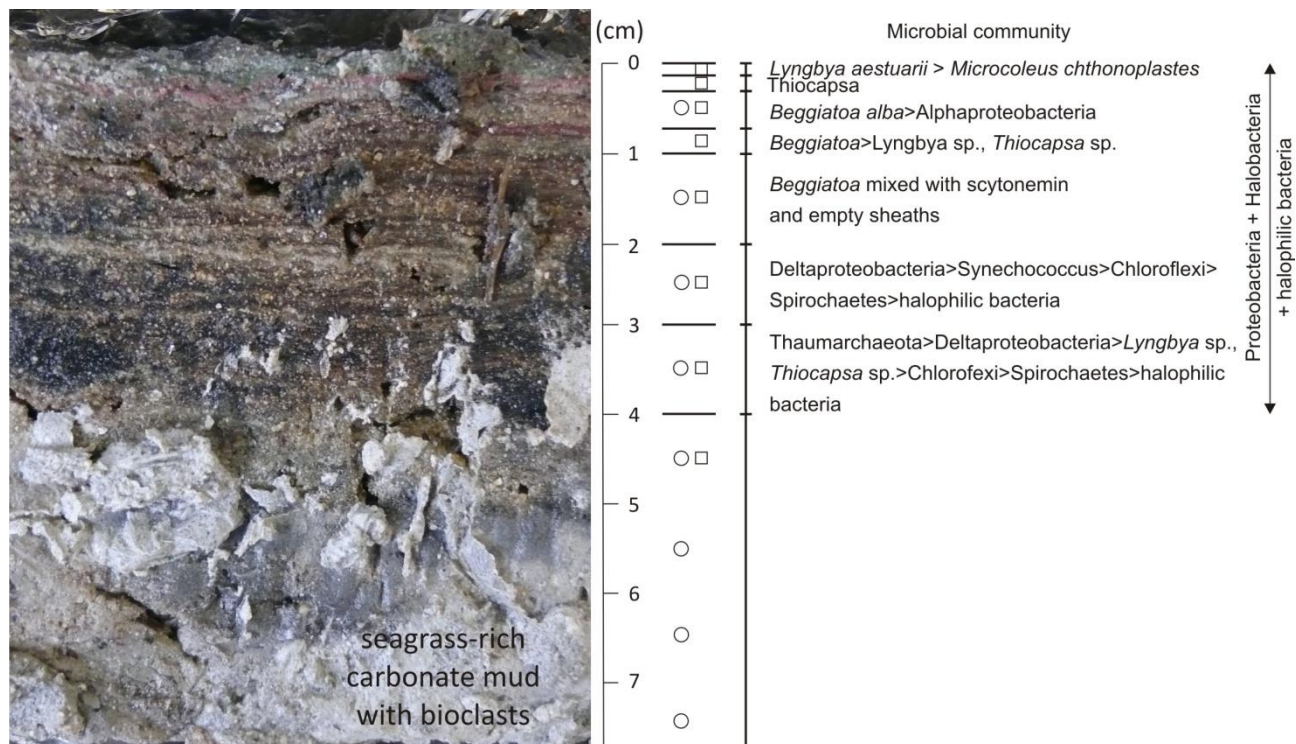 (cm)
Microbial community
0
Lyngbya aestuarii > Microcoleus chthonoplastes
Thiocapsa
Beggiatoa alba>Alphaproteobacteria
Beggiatoa>Lyngbya sp., Thiocapsa sp.
1
Beggiatoa mixed with scytonemin
and empty sheaths
2
Deltaproteobacteria>Synechococcus>Chloroflexi>
Spirochaetes>halophilic bacteria
3
Thaumarchaeota>Deltaproteobacteria>Lyngbya sp.,
Thiocapsa sp.>Chlorofexi>Spirochaetes>halophilic
bacteria
4
5
6
7
seagrass-rich
carbonate mud
with bioclasts
Proteobacteria + Halobacteria
+ halophilic bacteria